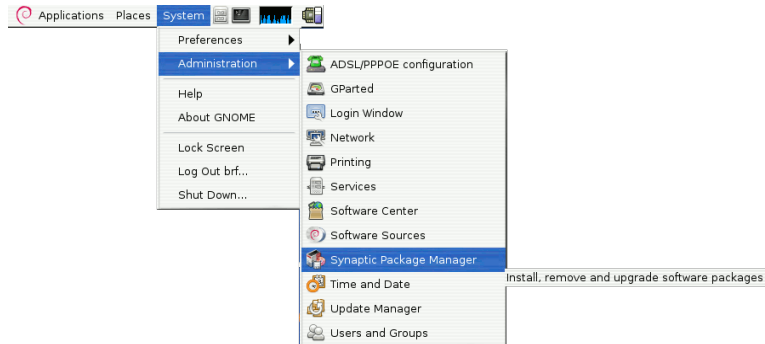 Applications Places System
Preferences
Administration
Help
About GNOME
Lock Screen
Log Out brf...
Shut Down...
ADSL/PPPOE configuration
GParted
Login Window
Network
Printing
Services
Software Center
Software Sources
Synaptic Package Manager
Install, remove and upgrade software packages
Time and Date
Update Manager
Users and Groups